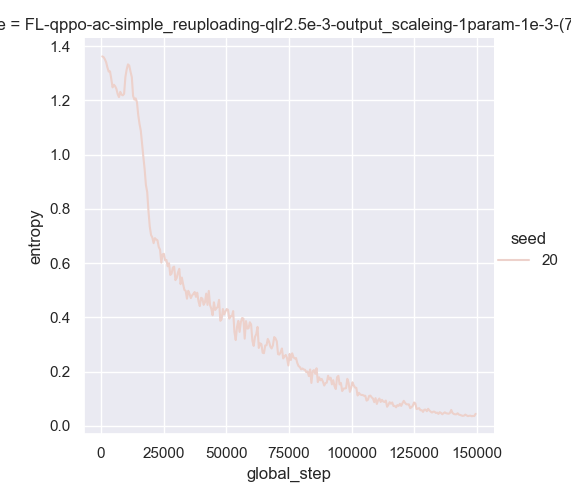 e = FL-qppo-ac-simple_reuploading-qlr2.5e-3-output_scaleing-1param-1e-3-(7
1.4
1.2
1.0
0.8
0.6
0.4
0.2
0.0
entropy
0 25000 50000 75000 100000 125000 150000
global_step
seed
20